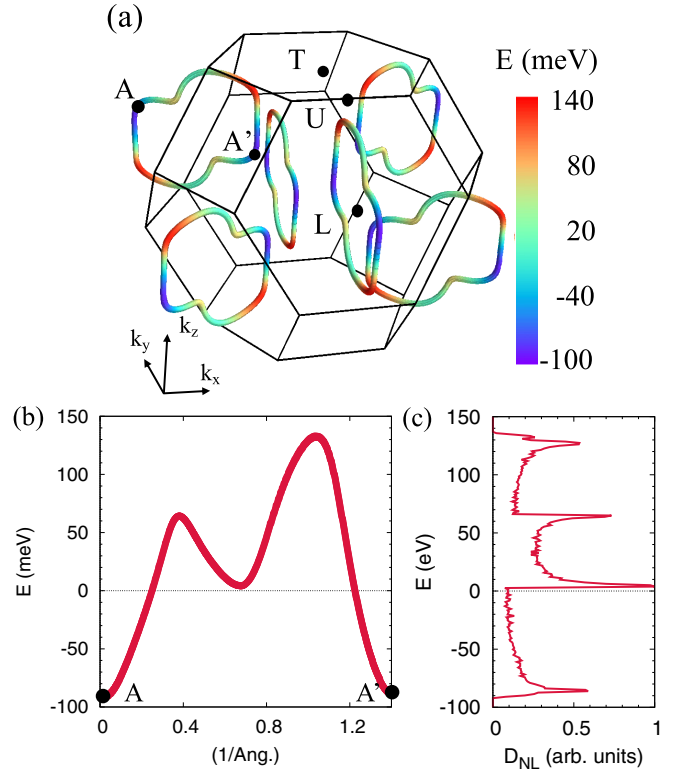 (a)
E (meV)
T
A
U
A'
L
140
80
20
-40
-100
k_z
k_y
k_x
(b)
150
100
50
0
-50
-100
E (meV)
A
A'
0
0.4
0.8
1.2
(1/Ang.)
(c)
150
100
50
0
-50
-100
E (eV)
0
0.5
1
D_NL (arb. units)